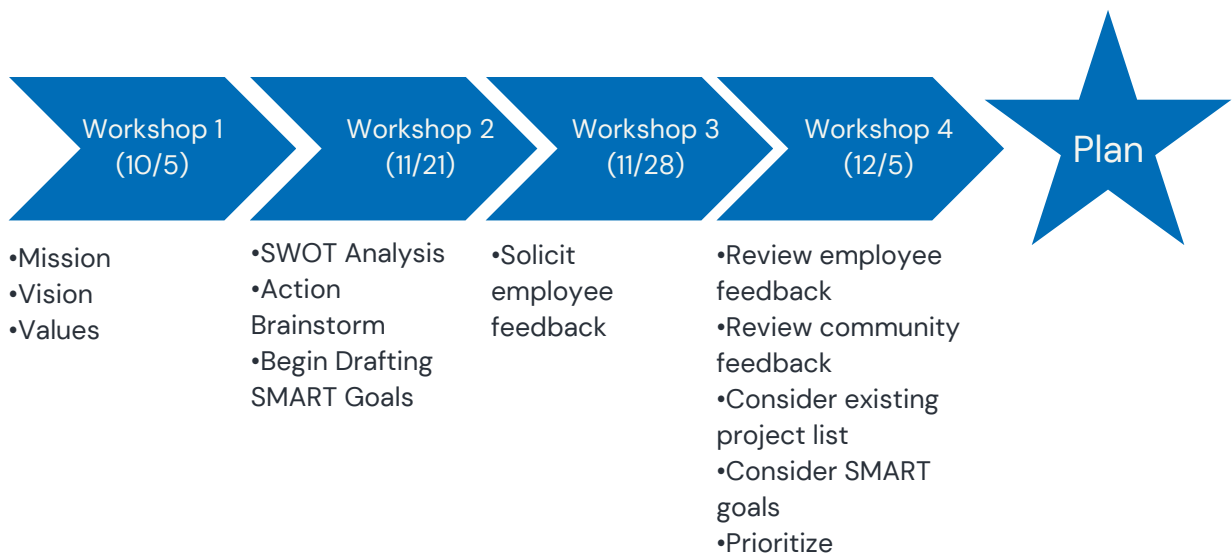 Workshop 1
(10/5)
•Mission
•Vision
•Values
Workshop 2
(11/21)
•SWOT Analysis
•Action
Brainstorm
•Begin Drafting
SMART Goals
Workshop 3
(11/28)
•Solicit
employee
feedback
Workshop 4
(12/5)
•Review employee
feedback
•Review community
feedback
•Consider existing
project list
•Consider SMART
goals
•Prioritize
Plan